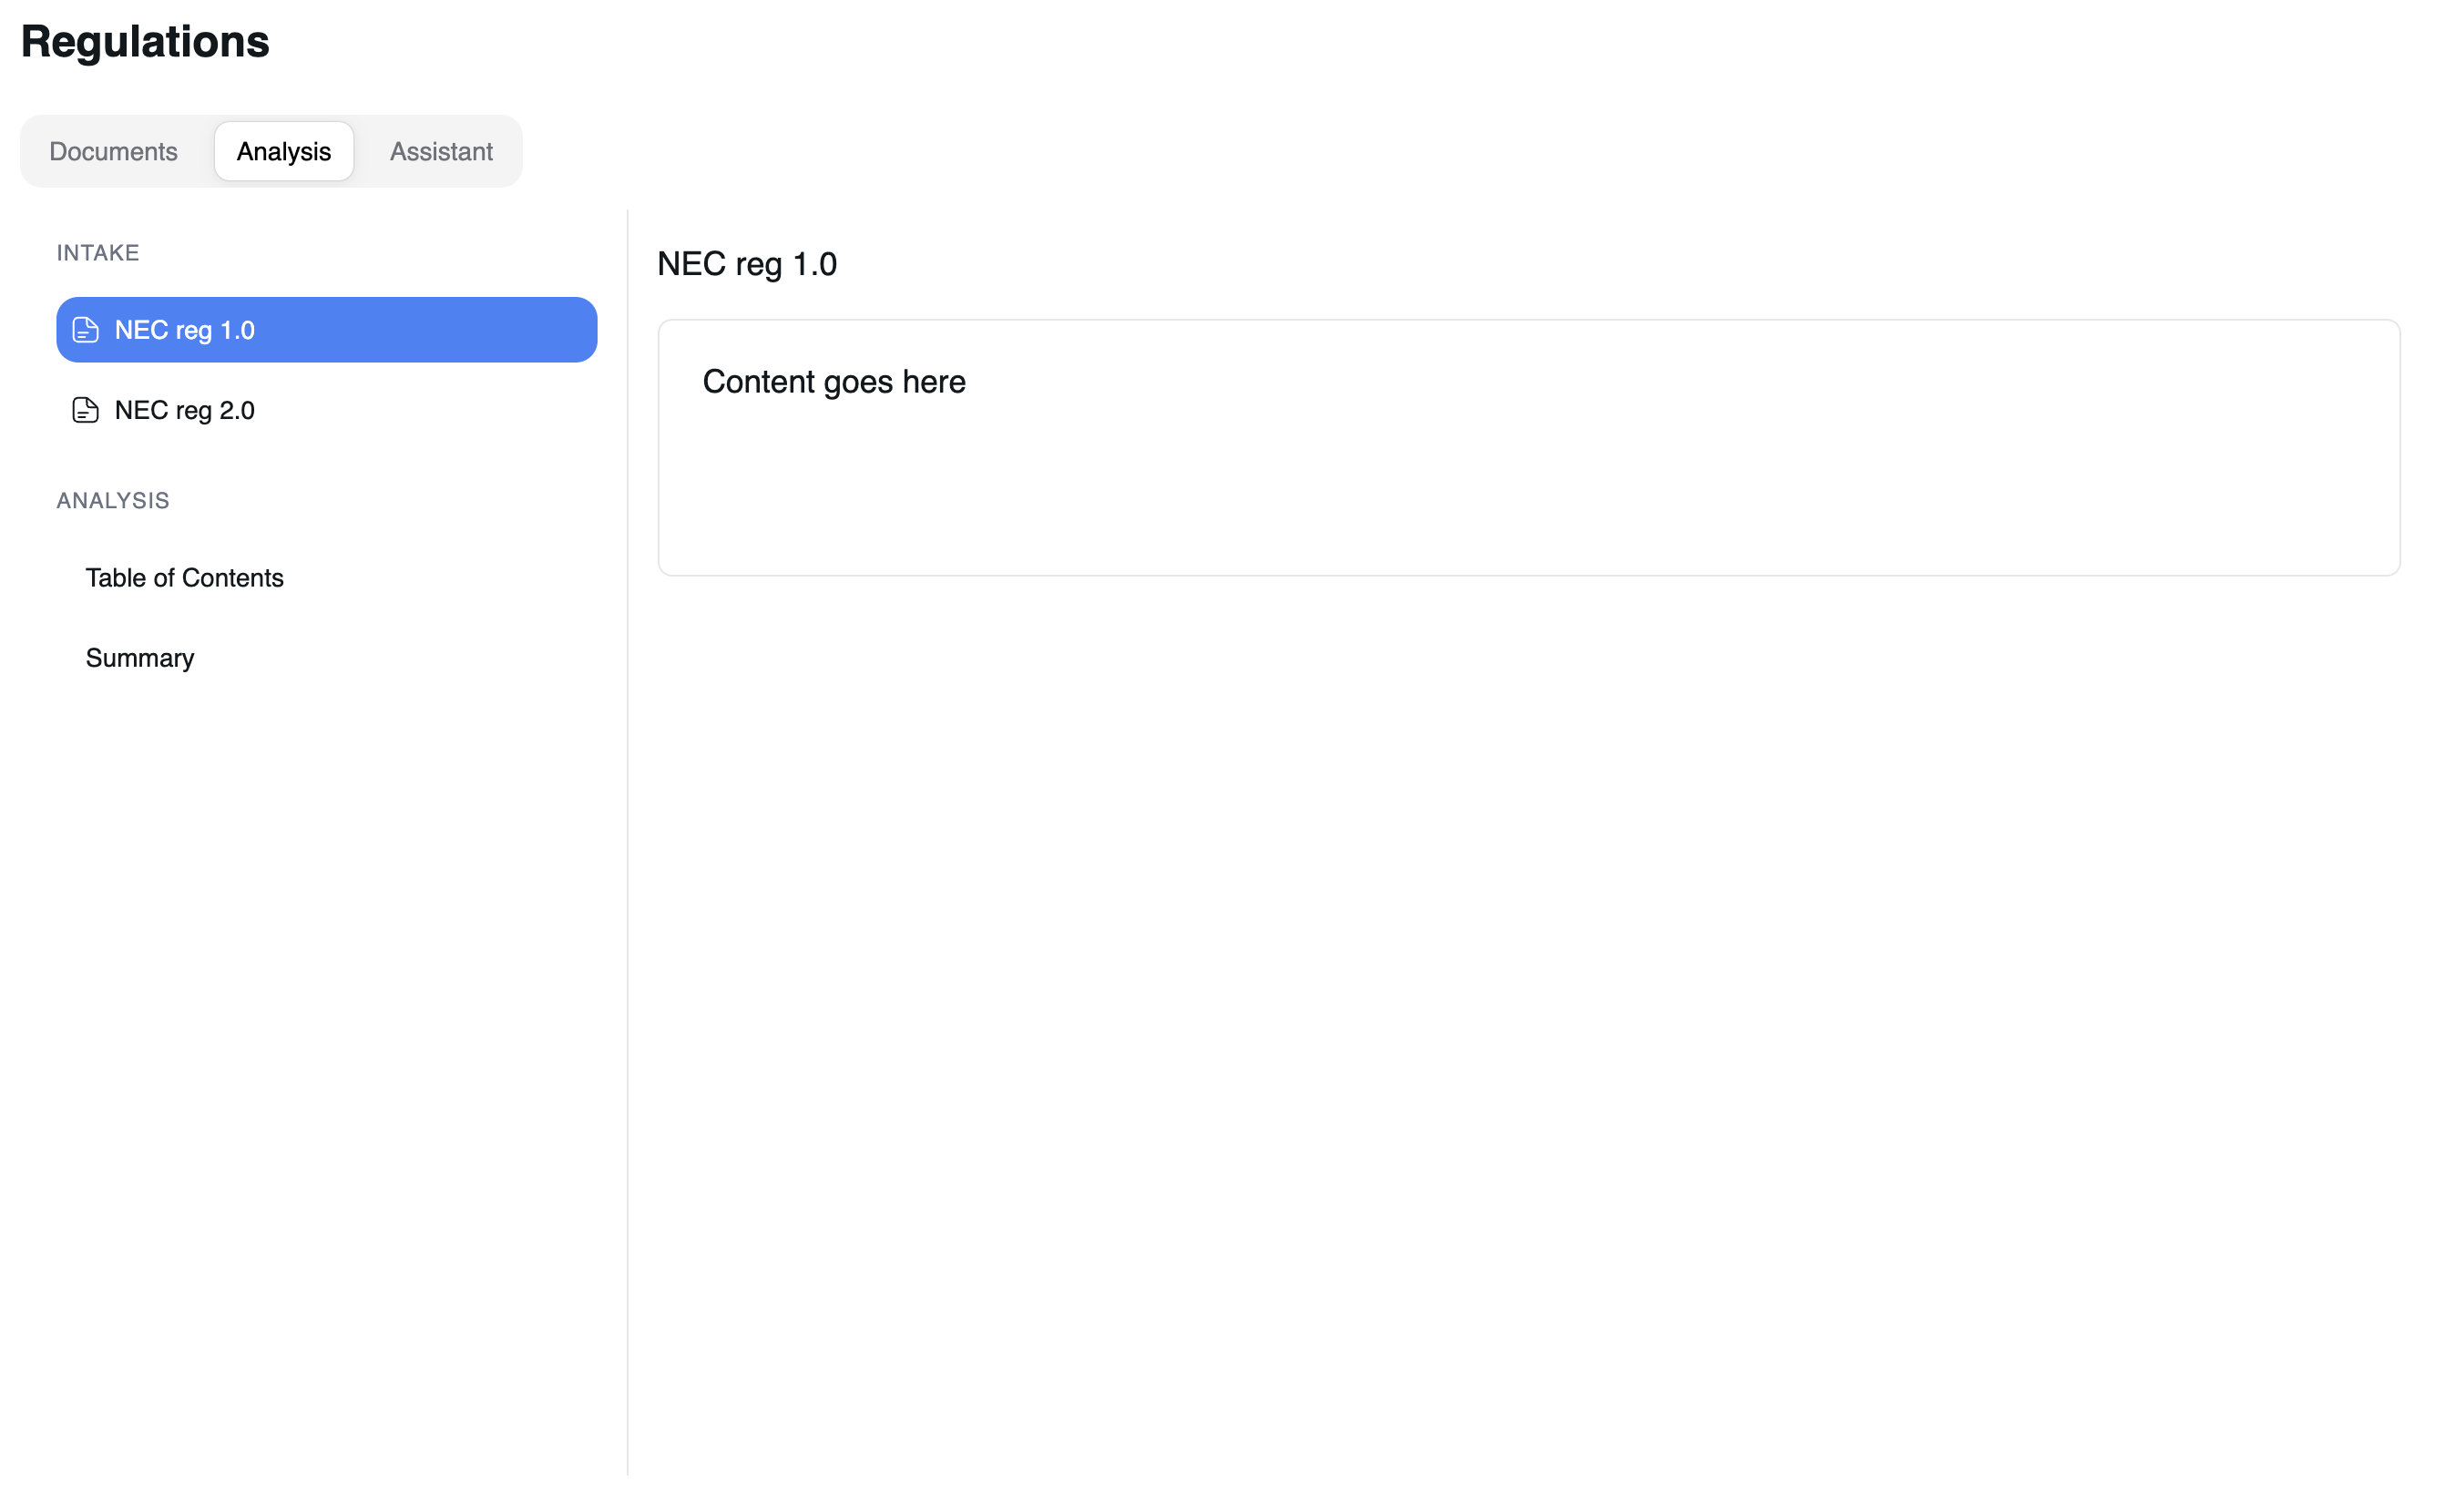 Regulations
Documents
Analysis
Assistant
INTAKE
NEC reg 1.0
NEC reg 2.0
ANALYSIS
Table of Contents
Summary
NEC reg 1.0
Content goes here